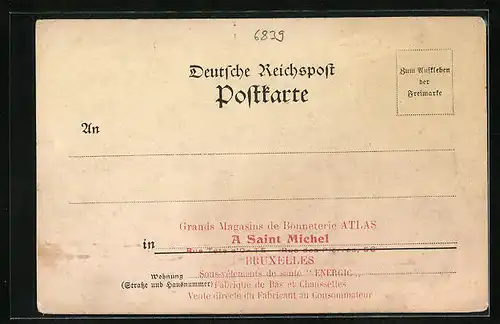 6839
Deutsche Reichspost
Postkarte
Zum Aufkleben
der
Freimarke
An
Grands Magasins de Bonneterie ATLAS
A Saint Michel
in
BRUXELLES
Sous-vêtements de santé "ENERGIC"
Wohnung
(Straße und Hausnummer)
Fabrique de Bas et Chaussettes
Vente directe du Fabricant au Consommateur